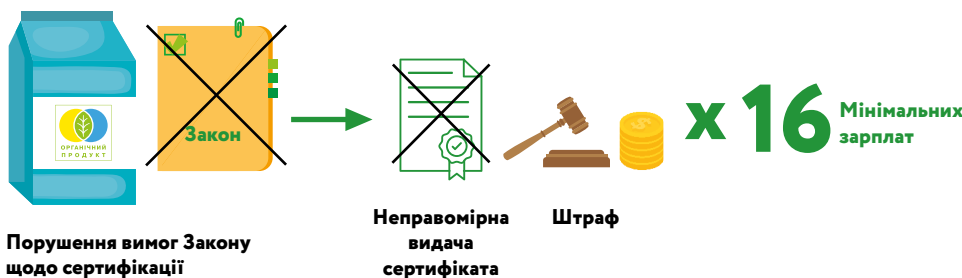 ОРГАНІЧНИЙ
ПРОДУКТ
Закон
Порушення вимог Закону
щодо сертифікації
Неправомірна
видача
сертифіката
Штраф
x 16
Мінімальних
зарплат